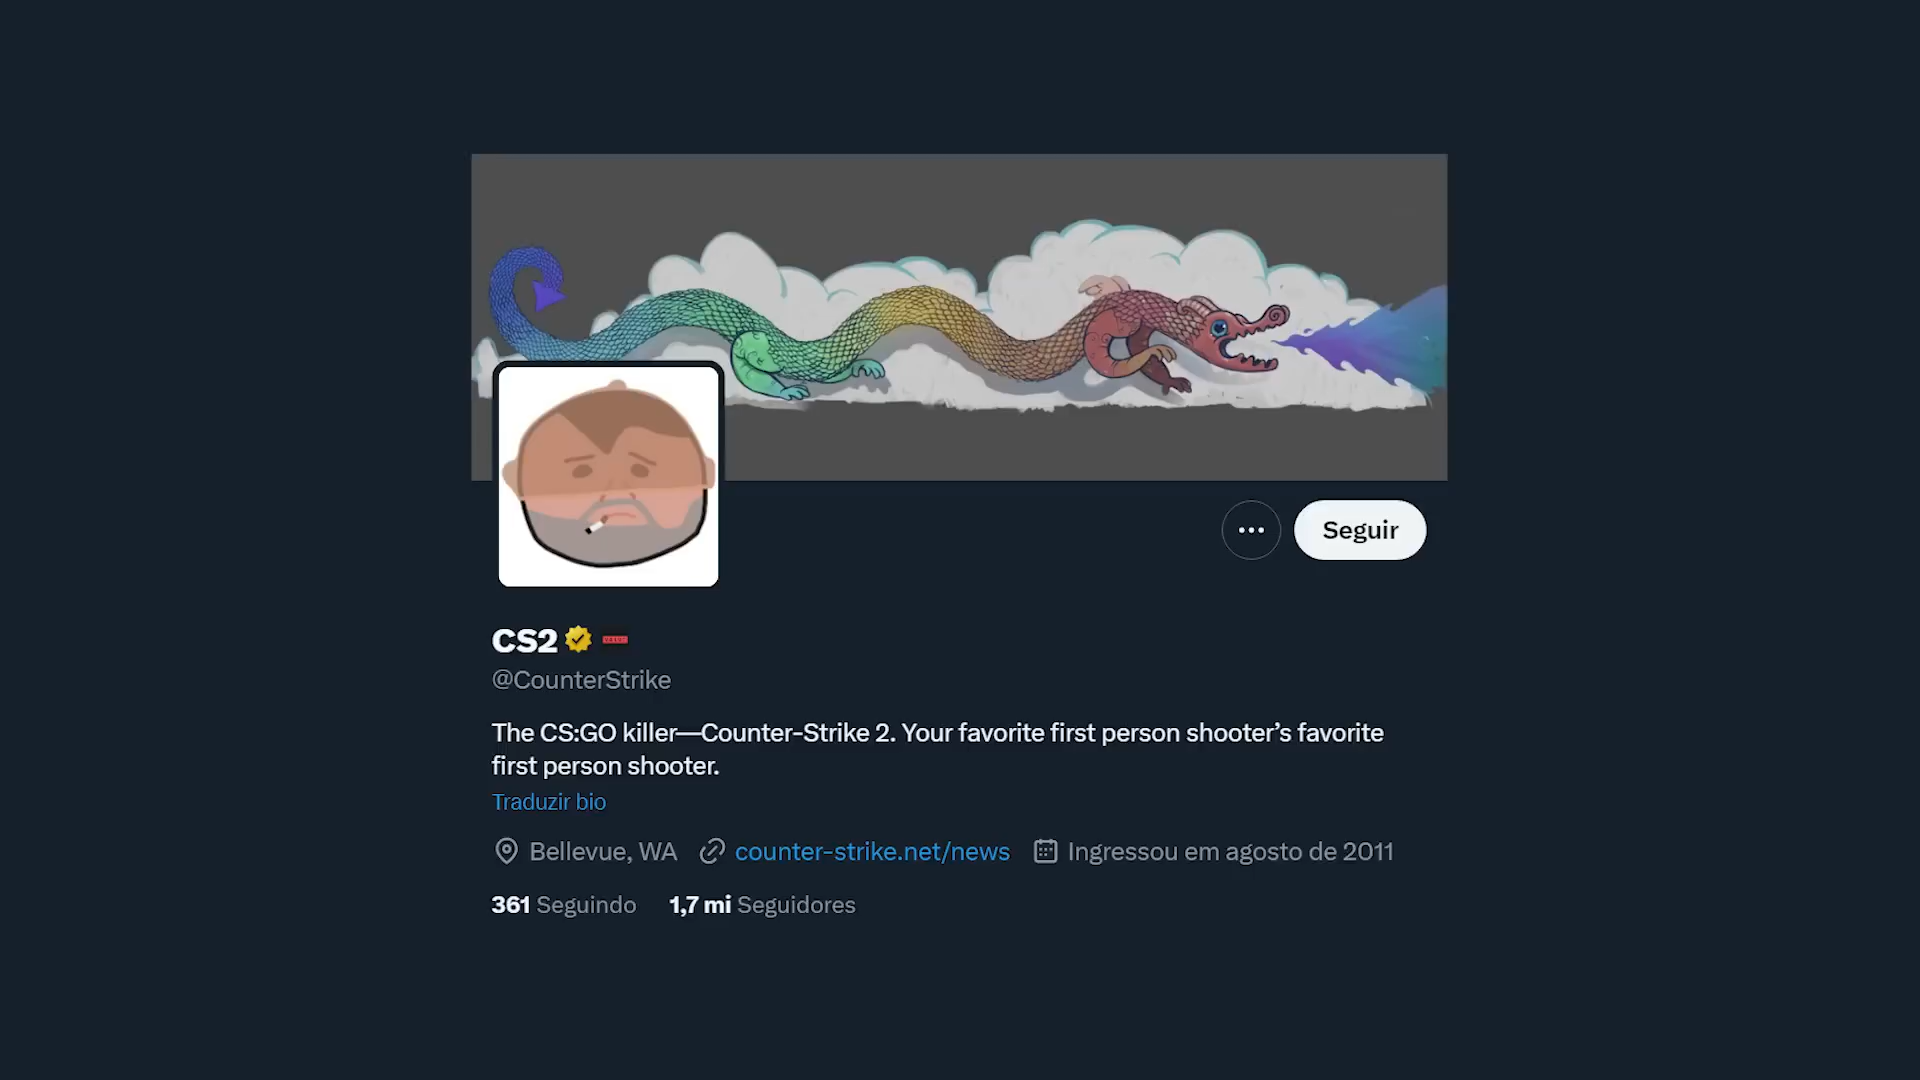 Seguir
CS2
@CounterStrike
The CS:GO killer—Counter-Strike 2. Your favorite first person shooter’s favorite
first person shooter.
Traduzir bio
Bellevue, WA counter-strike.net/news Ingressou em agosto de 2011
361 Seguindo 1,7 mi Seguidores